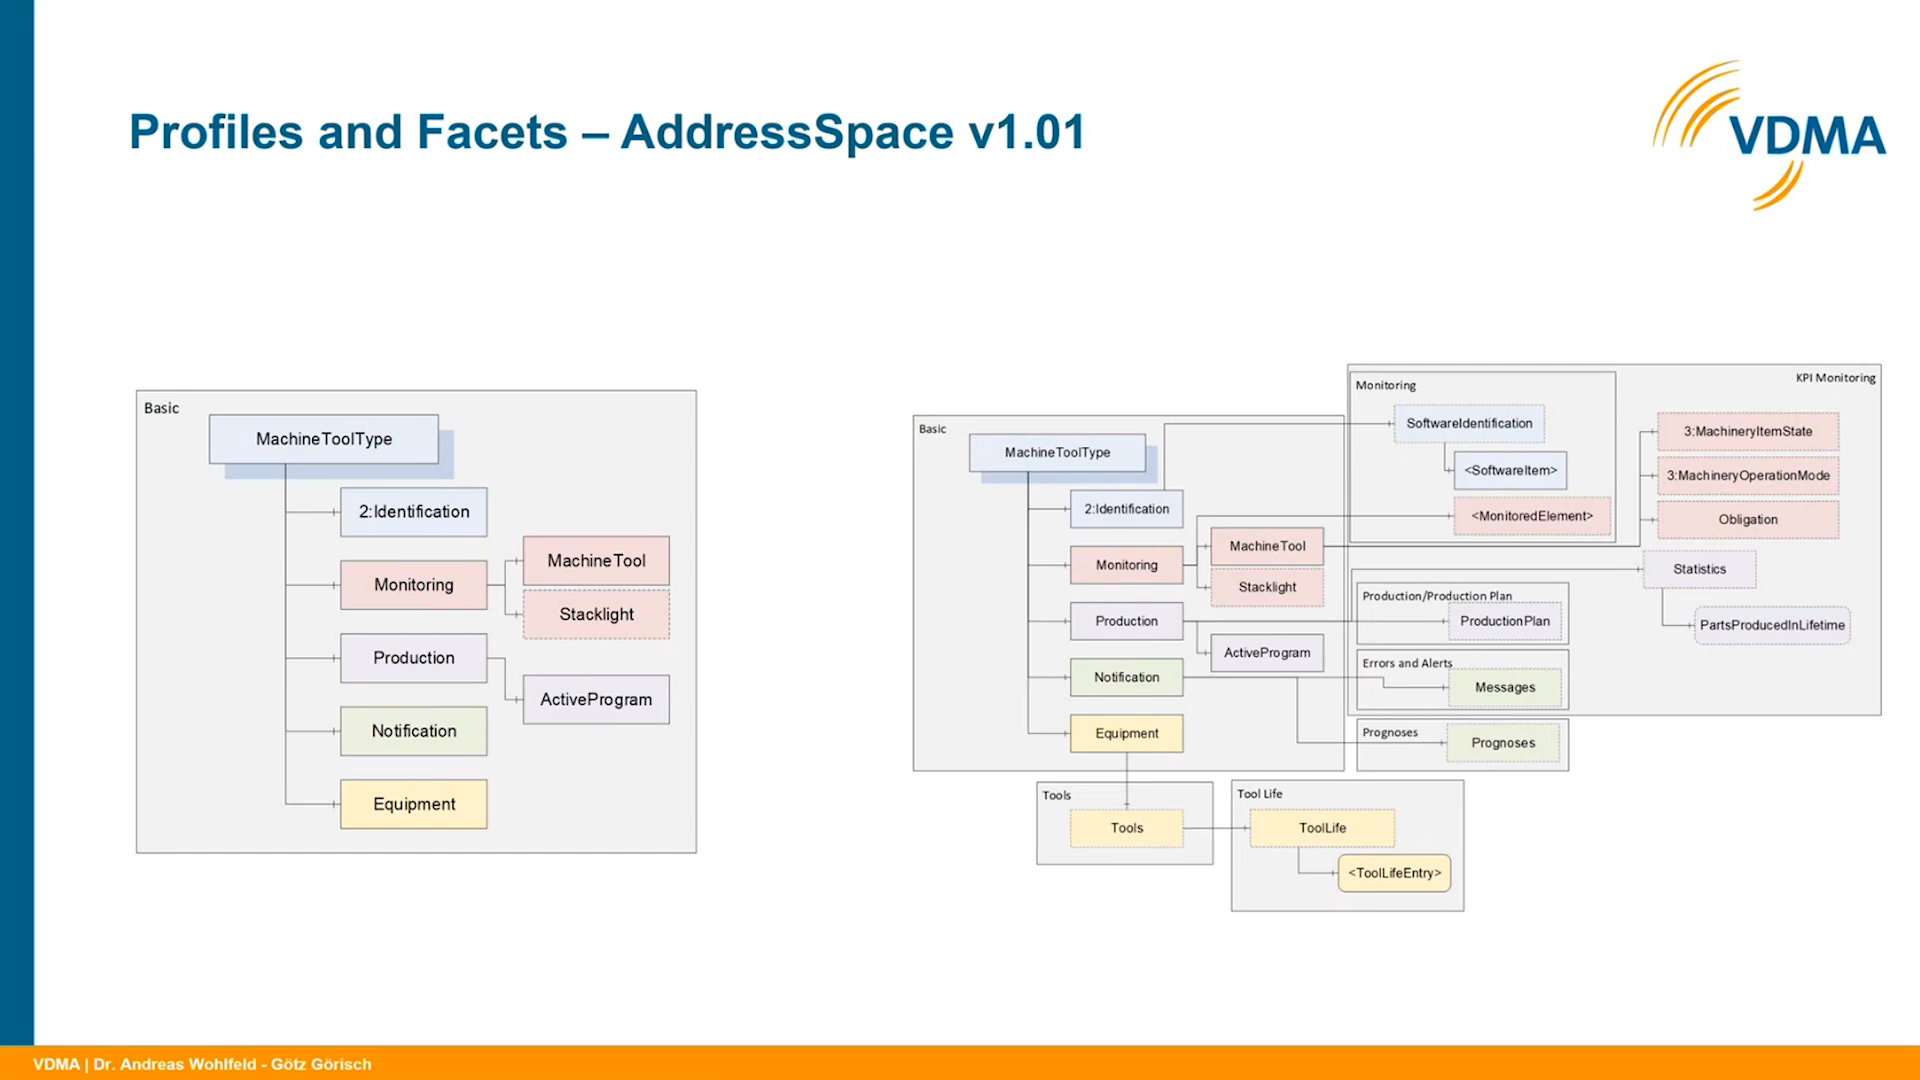 Profiles and Facets – AddressSpace v1.01
VDMA
Basic
MachineToolType
2:Identification
Monitoring
MachineTool
Stacklight
Production
ActiveProgram
Notification
Equipment
Basic
MachineToolType
2:Identification
Monitoring
MachineTool
Stacklight
Production
ActiveProgram
Notification
Equipment
Tools
Tools
Tool Life
ToolLife
<ToolLifeEntry>
KPI Monitoring
Monitoring
SoftwareIdentification
<SoftwareItem>
<MonitoredElement>
3:MachineryItemState
3:MachineryOperationMode
Obligation
Statistics
PartsProducedInLifetime
Production/Production Plan
ProductionPlan
Errors and Alerts
Messages
Prognoses
Prognoses
VDMA | Dr. Andreas Wohlfeld - Götz Görisch